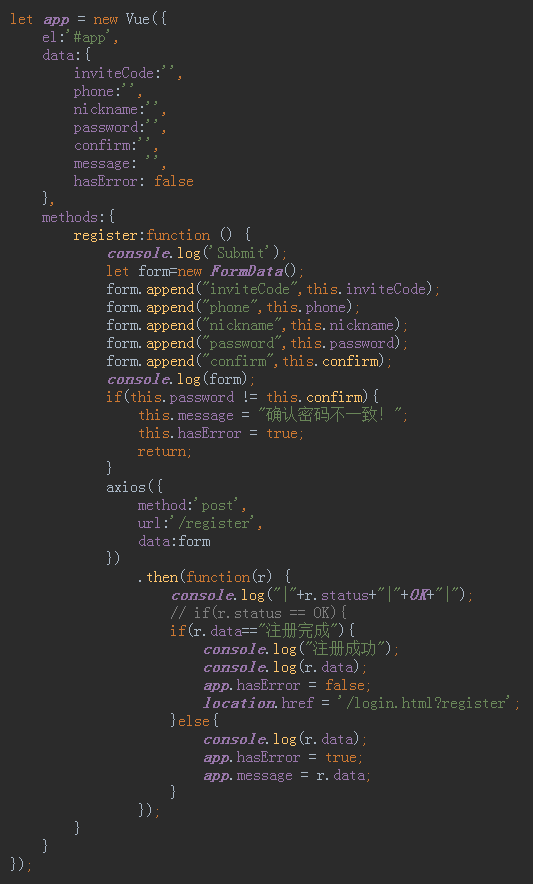 let app = new Vue({
    el:'#app',
    data:{
        inviteCode:'',
        phone:'',
        nickname:'',
        password:'',
        confirm:'',
        message: '',
        hasError: false
    },
    methods:{
        register:function () {
            console.log('Submit');
            let form=new FormData();
            form.append("inviteCode",this.inviteCode);
            form.append("phone",this.phone);
            form.append("nickname",this.nickname);
            form.append("password",this.password);
            form.append("confirm",this.confirm);
            console.log(form);
            if(this.password != this.confirm){
                this.message = "确认密码不一致! ";
                this.hasError = true;
                return;
            }
            axios({
                method:'post',
                url:'/register',
                data:form
            })
                .then(function(r) {
                    console.log("|"+r.status+"|"+OK+"|");
                    // if(r.status == OK){
                    if(r.data=="注册完成"){
                        console.log("注册成功");
                        console.log(r.data);
                        app.hasError = false;
                        location.href = '/login.html?register';
                    }else{
                        console.log(r.data);
                        app.hasError = true;
                        app.message = r.data;
                    }
                });
        }
    }
});